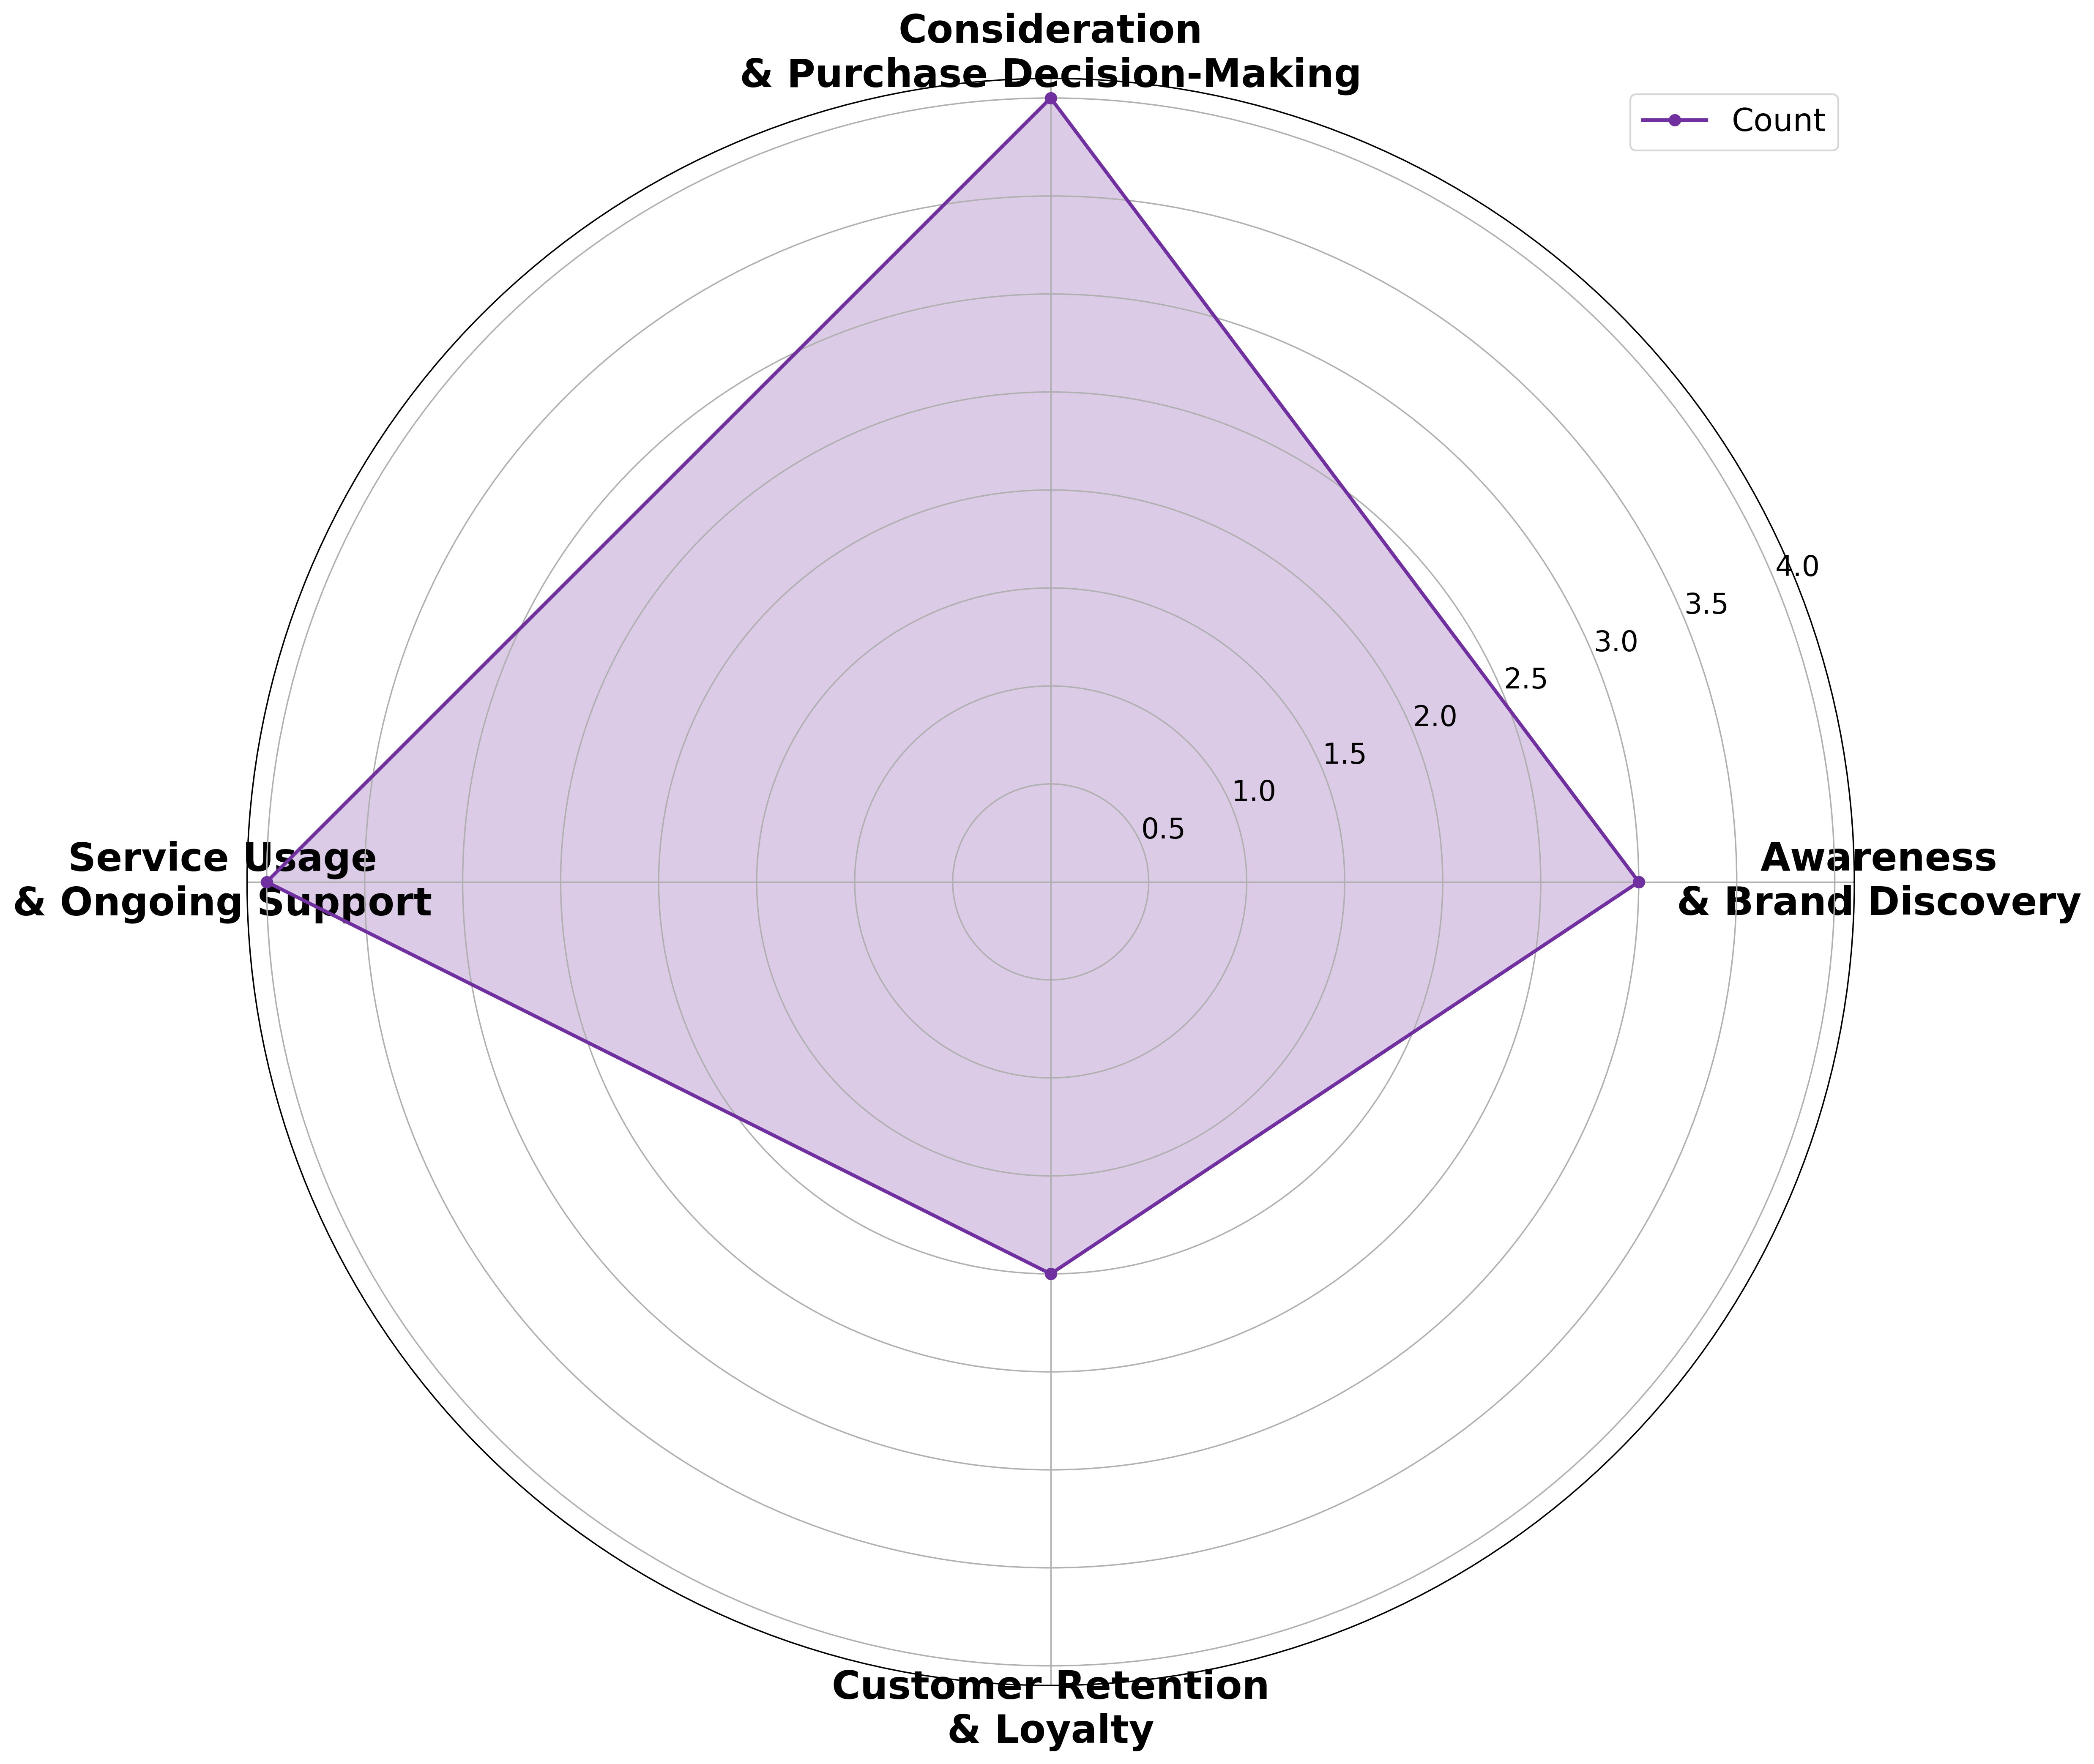 Consideration
& Purchase Decision-Making
Count
4.0
3.5
3.0
2.5
2.0
1.5
1.0
0.5
Service Usage
& Ongoing Support
Awareness
& Brand Discovery
Customer Retention
& Loyalty